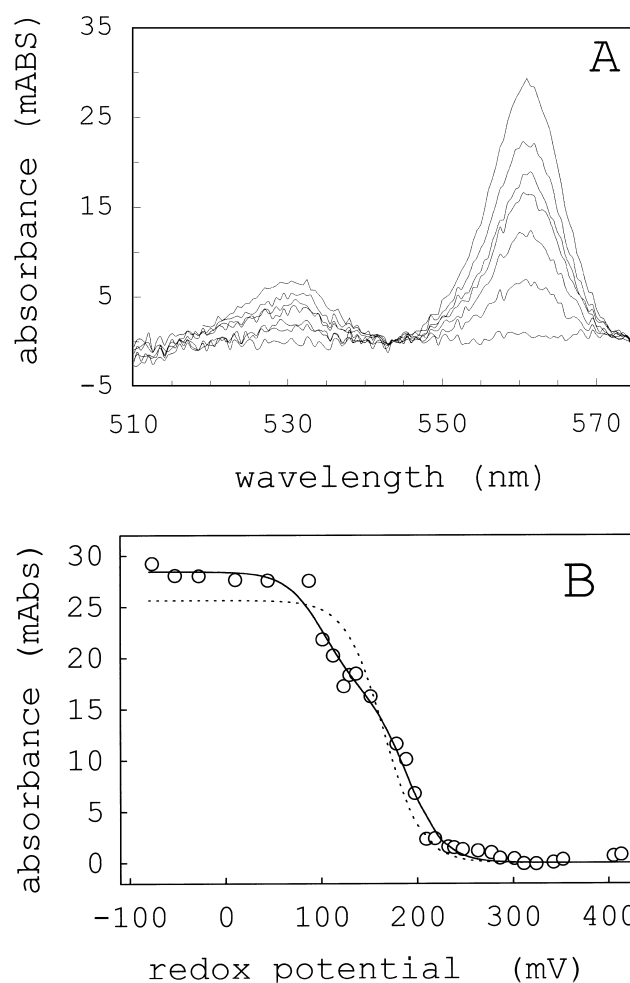 A
absorbance (mABS)
35
25
15
5
-5
510 530 550 570
wavelength (nm)
B
absorbance (mAbs)
30
25
20
15
10
5
0
-100 0 100 200 300 400
redox potential (mV)